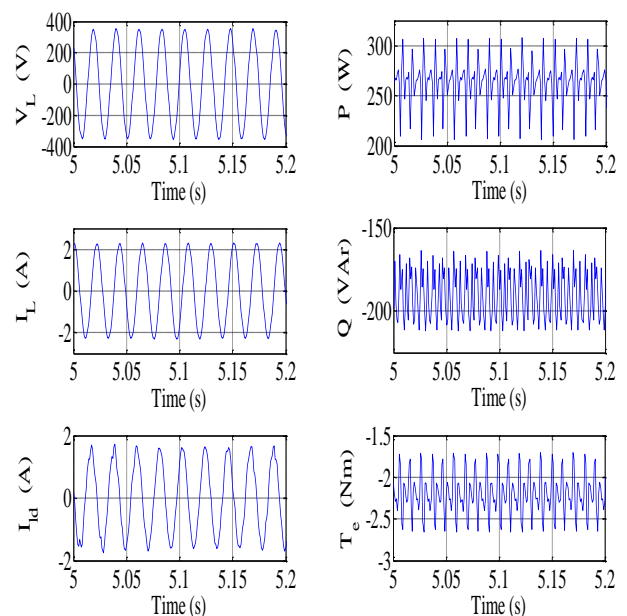 V_L (V)
400
200
0
-200
-400
5 5.05 5.1 5.15 5.2
Time (s)
P (W)
300
250
200
5 5.05 5.1 5.15 5.2
Time (s)
I_L (A)
2
0
-2
5 5.05 5.1 5.15 5.2
Time (s)
Q (VAr)
-150
-200
5 5.05 5.1 5.15 5.2
Time (s)
I_ld (A)
2
0
-2
5 5.05 5.1 5.15 5.2
Time (s)
T_e (Nm)
-1.5
-2
-2.5
-3
5 5.05 5.1 5.15 5.2
Time (s)